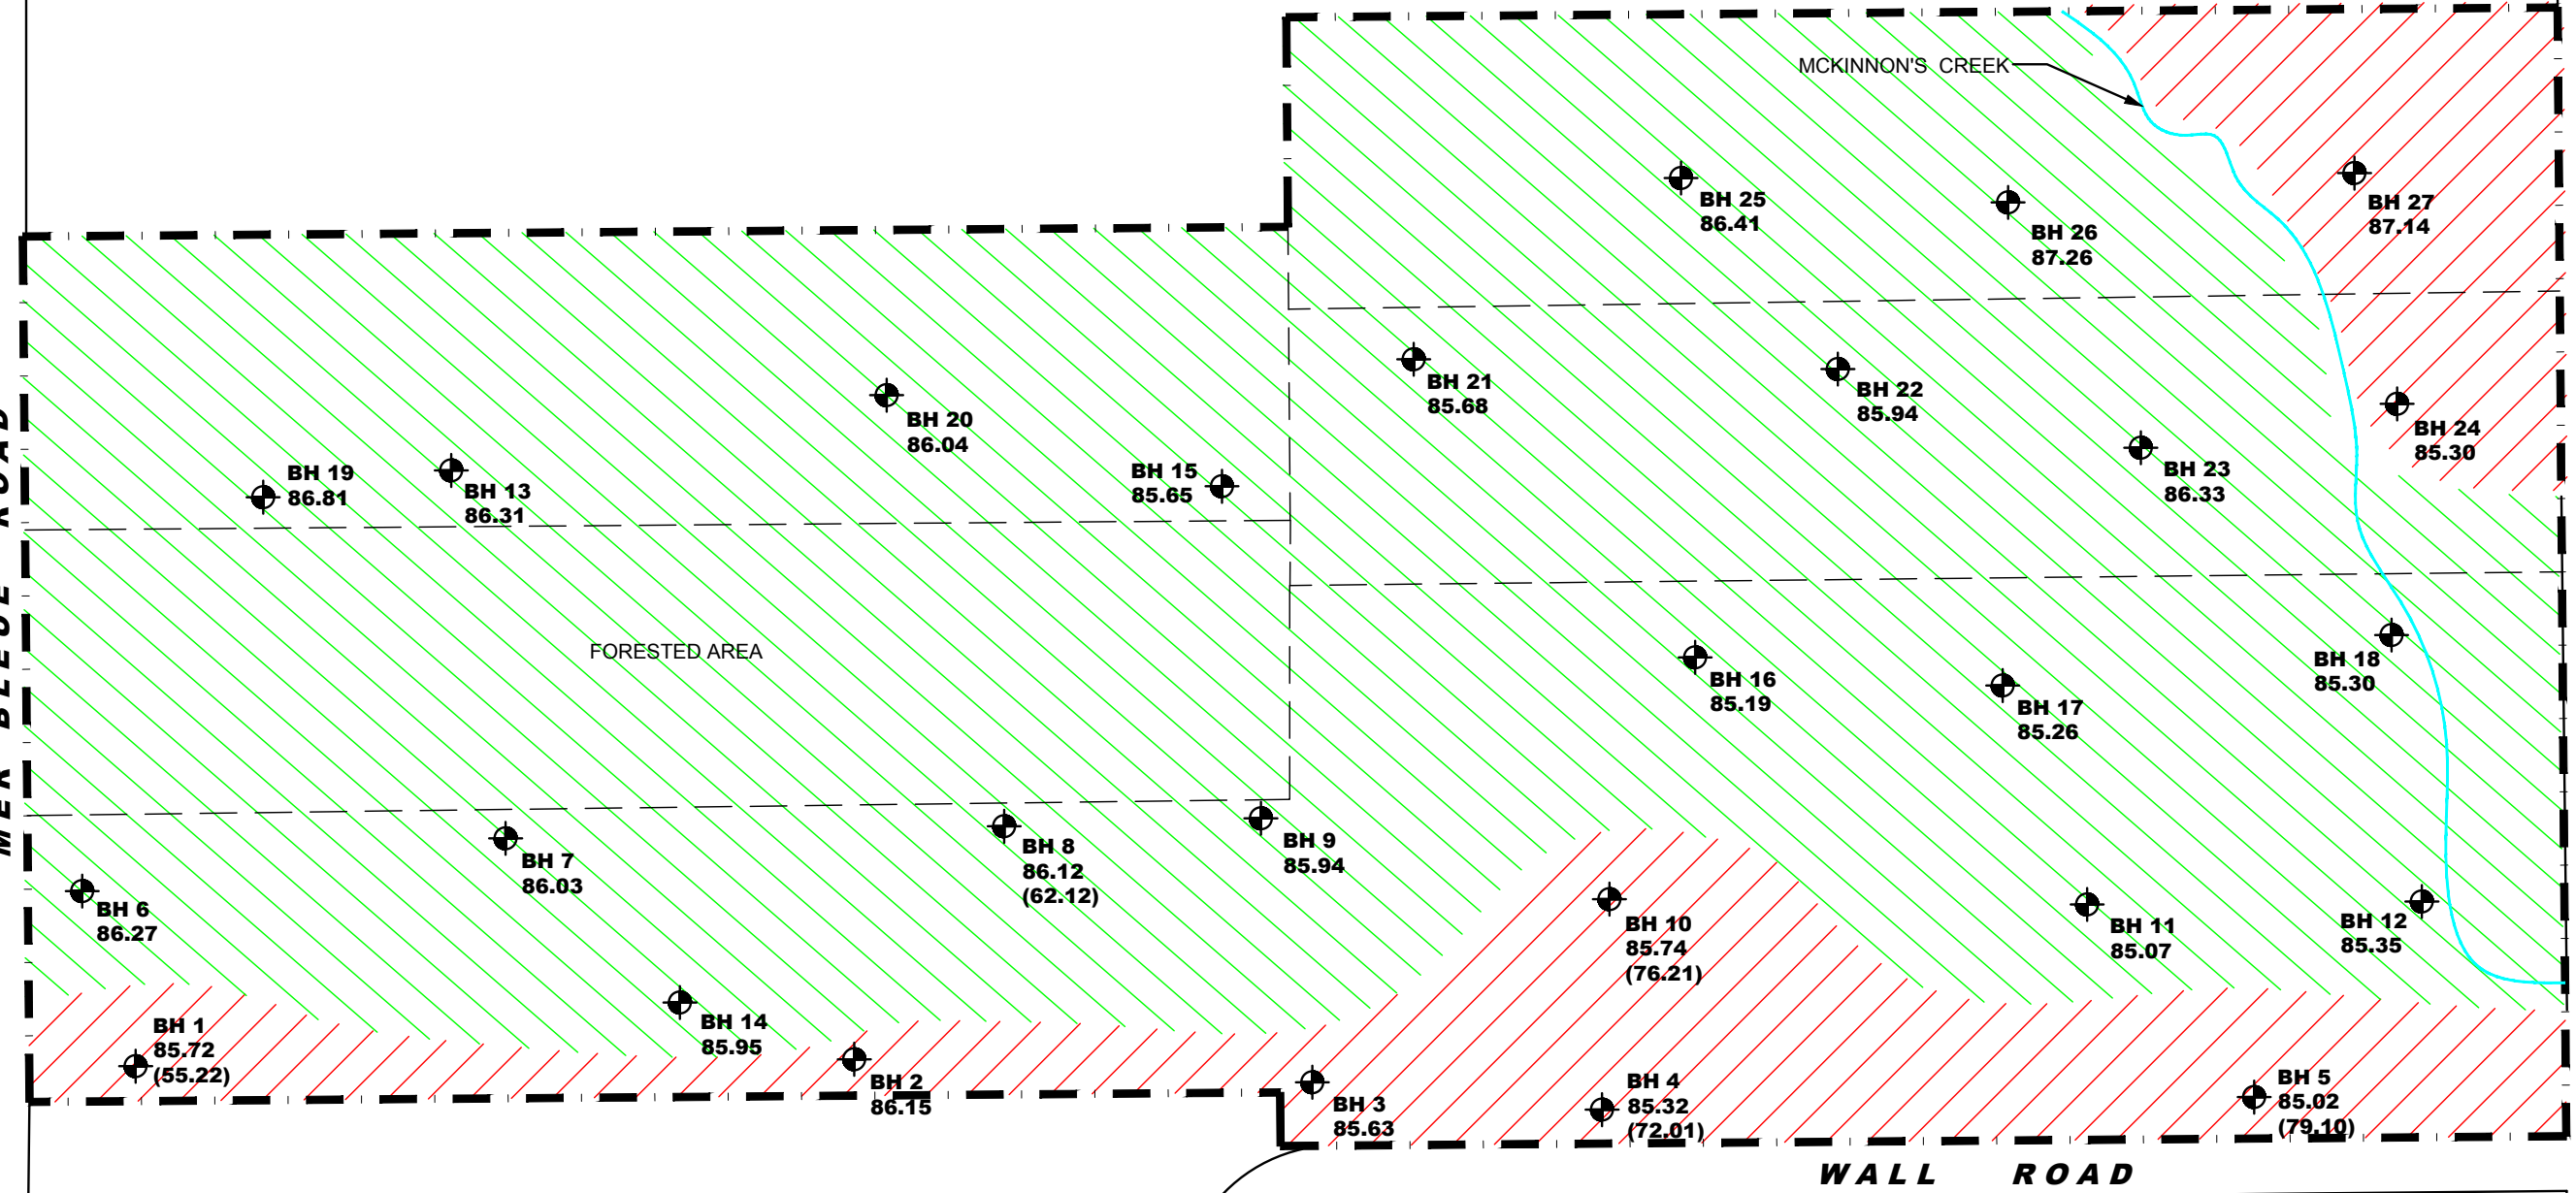 MCKINNON'S CREEK
BH 25
86.41
BH 26
87.26
BH 27
87.14
BH 21
85.68
BH 22
85.94
BH 20
86.04
BH 24
85.30
BH 23
86.33
BH 15
85.65
BH 19
86.81
BH 13
86.31
MER BLEUE ROAD
FORESTED AREA
BH 18
85.30
BH 16
85.19
BH 17
85.26
BH 9
85.94
BH 8
86.12
(62.12)
BH 7
86.03
BH 6
86.27
BH 10
85.74
(76.21)
BH 11
85.07
BH 12
85.35
BH 1
85.72
(55.22)
BH 14
85.95
BH 2
86.15
BH 3
85.63
BH 4
85.32
(72.01)
BH 5
85.02
(79.10)
WALL ROAD